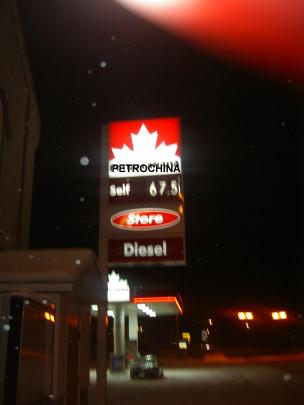 PETROCHINA
Self 67.5
Store
Diesel